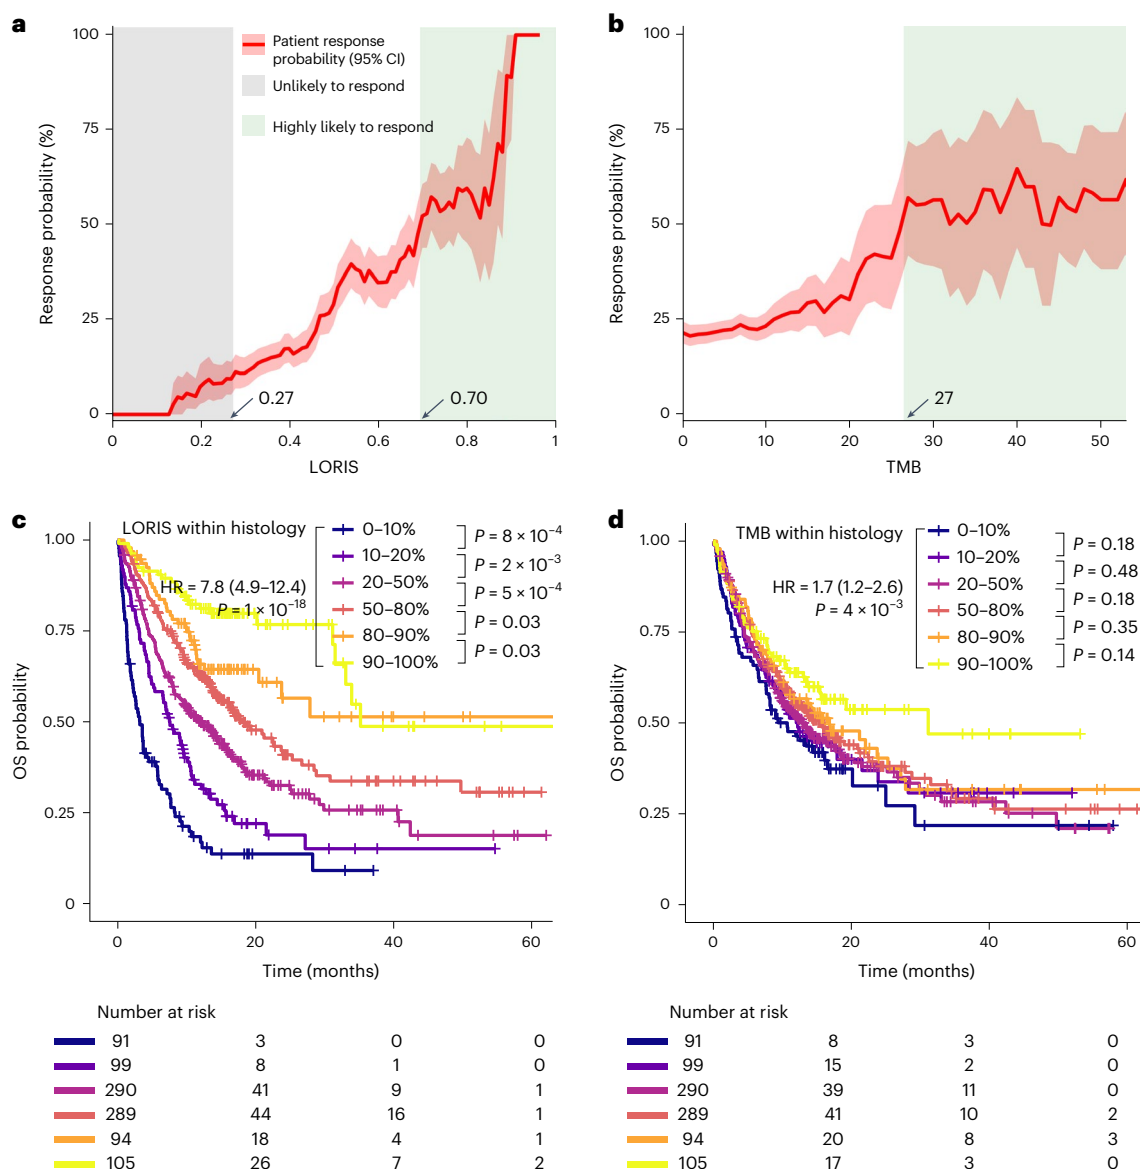 a
100
75
50
25
0
Response probability (%)
Patient response
probability (95% CI)
Unlikely to respond
Highly likely to respond
0.27
0.70
0 0.2 0.4 0.6 0.8 1
LORIS
b
100
75
50
25
0
Response probability (%)
27
0 10 20 30 40 50
TMB
c
1.00
0.75
0.50
0.25
0
OS probability
LORIS within histology
HR = 7.8 (4.9–12.4)
P = 1 × 10⁻¹⁸
0–10%
10–20%
20–50%
50–80%
80–90%
90–100%
P = 8 × 10⁻⁴
P = 2 × 10⁻³
P = 5 × 10⁻⁴
P = 0.03
P = 0.03
0 20 40 60
Time (months)
Number at risk
91 3 0 0
99 8 1 0
290 41 9 1
289 44 16 1
94 18 4 1
105 26 7 2
d
1.00
0.75
0.50
0.25
0
OS probability
TMB within histology
HR = 1.7 (1.2–2.6)
P = 4 × 10⁻³
0–10%
10–20%
20–50%
50–80%
80–90%
90–100%
P = 0.18
P = 0.48
P = 0.18
P = 0.35
P = 0.14
0 20 40 60
Time (months)
Number at risk
91 8 3 0
99 15 2 0
290 39 11 0
289 41 10 2
94 20 8 3
105 17 3 0